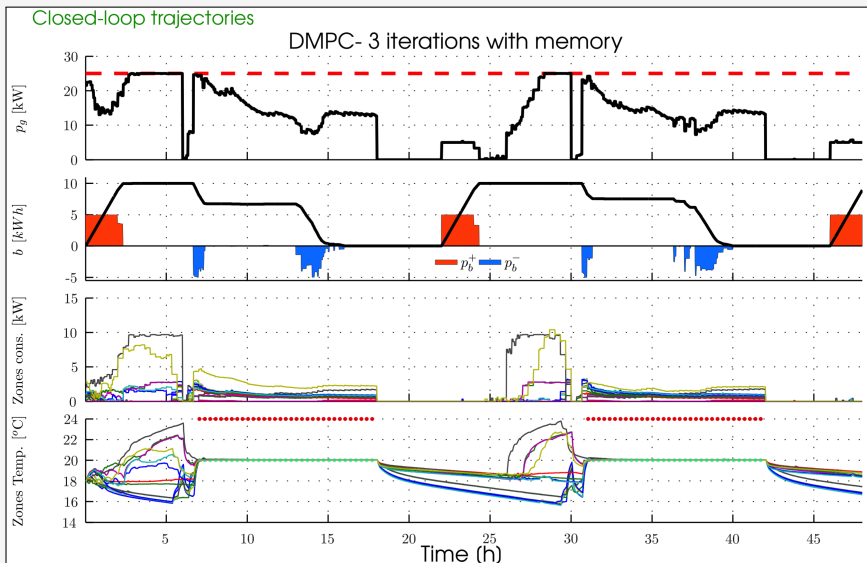 Closed-loop trajectories
DMPC- 3 iterations with memory
p_g [kW]
30
20
10
0
b [kWh]
10
5
0
-5
p_b^+ p_b^-
Zones cons. [kW]
15
10
5
0
Zones Temp. [°C]
24
22
20
18
16
14
5 10 15 20 25 30 35 40 45
Time (h)